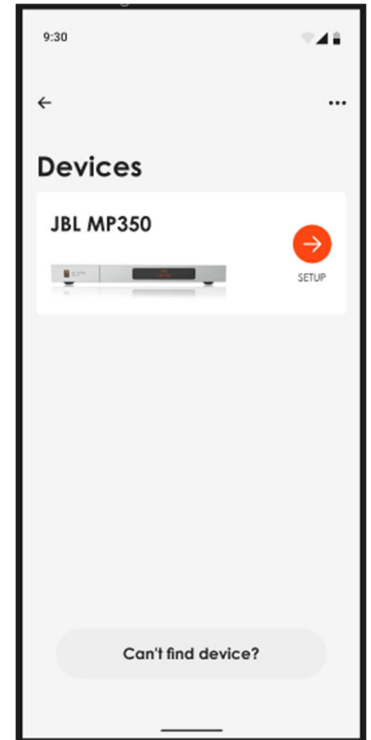 9:30
Devices
JBL MP350
SETUP
Can't find device?